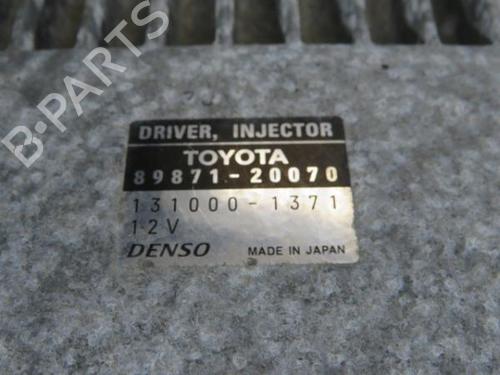 DRIVER, INJECTOR
TOYOTA
89871-20070
131000-1371
12V
DENSO MADE IN JAPAN
B-PARTS